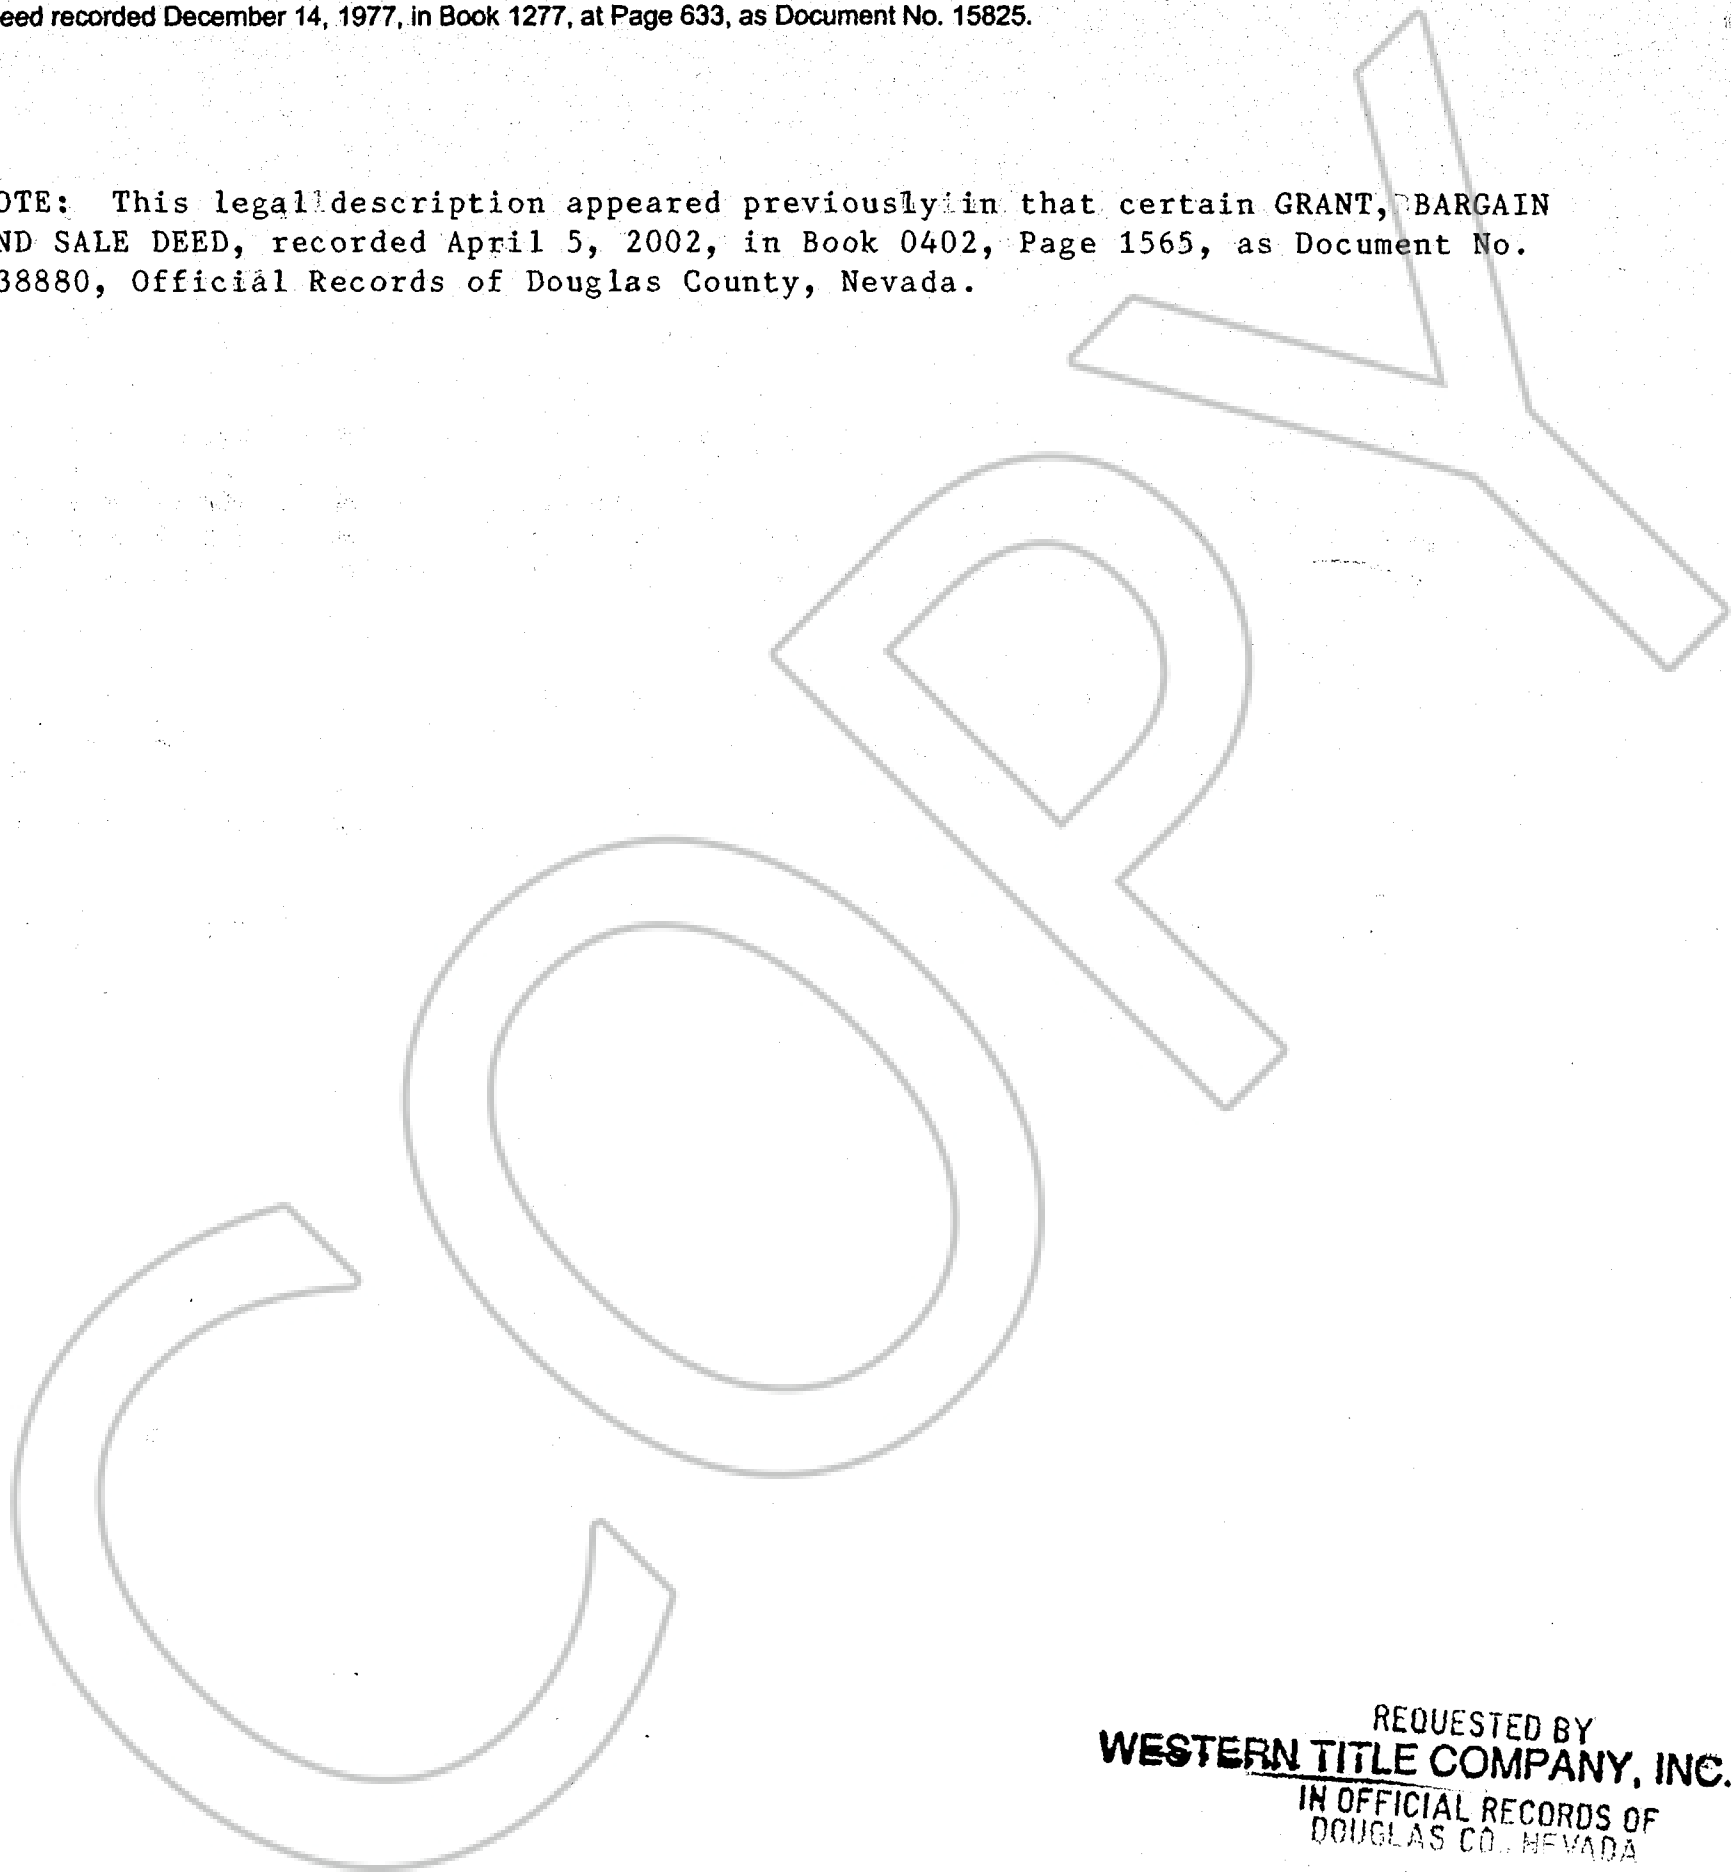 eed recorded December 14, 1977, in Book 1277, at Page 633, as Document No. 15825.
OTE: This legal description appeared previously in that certain GRANT, BARGAIN
ND SALE DEED, recorded April 5, 2002, in Book 0402, Page 1565, as Document No.
38880, Official Records of Douglas County, Nevada.
COPY
REQUESTED BY
WESTERN TITLE COMPANY, INC.
IN OFFICIAL RECORDS OF
DOUGLAS CO., NEVADA